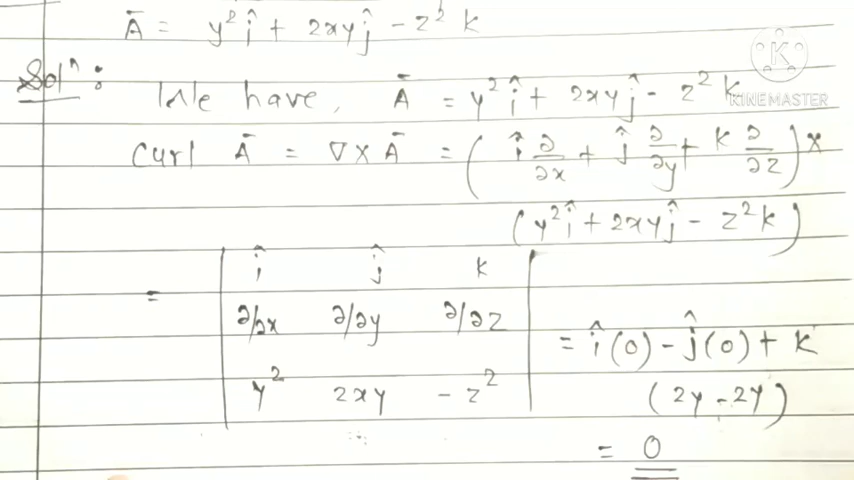 Ā = y² î + 2xy ĵ - z² k
Solⁿ :
We have, Ā = y² î + 2xy ĵ - z² k
KINEMASTER
Curl Ā = ∇ × Ā = ( î ∂/∂x + ĵ ∂/∂y + k ∂/∂z ) ×
( y² î + 2xy ĵ - z² k )
= | î ĵ k |
| ∂/∂x ∂/∂y ∂/∂z | = î (0) - ĵ (0) + k
| y² 2xy - z² | (2y - 2y)
= 0